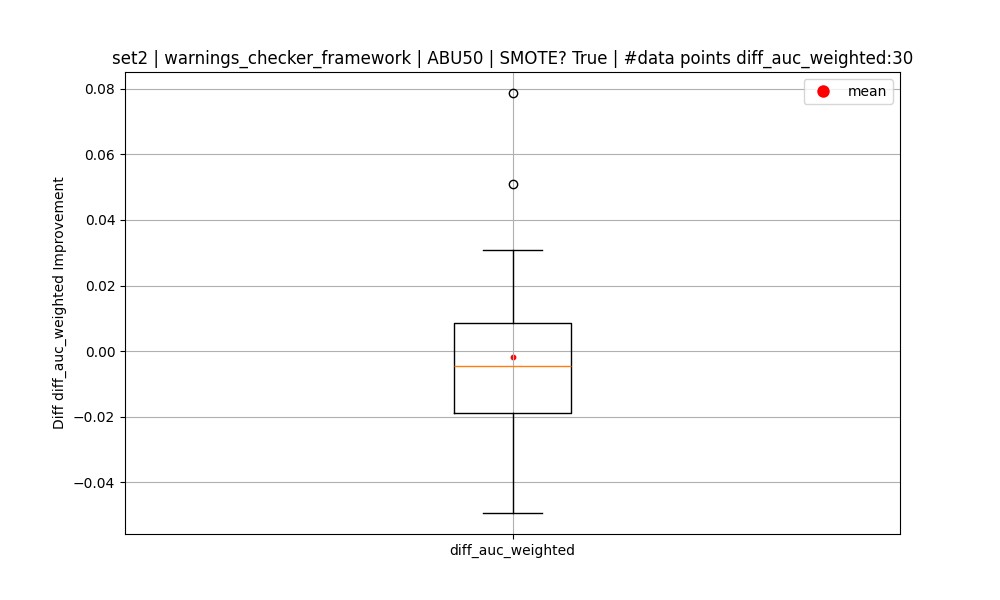 set2 | warnings_checker_framework | ABU50 | SMOTE? True | #data points diff_auc_weighted:30
mean
0.08
0.06
0.04
0.02
0.00
−0.02
−0.04
Diff diff_auc_weighted Improvement
diff_auc_weighted